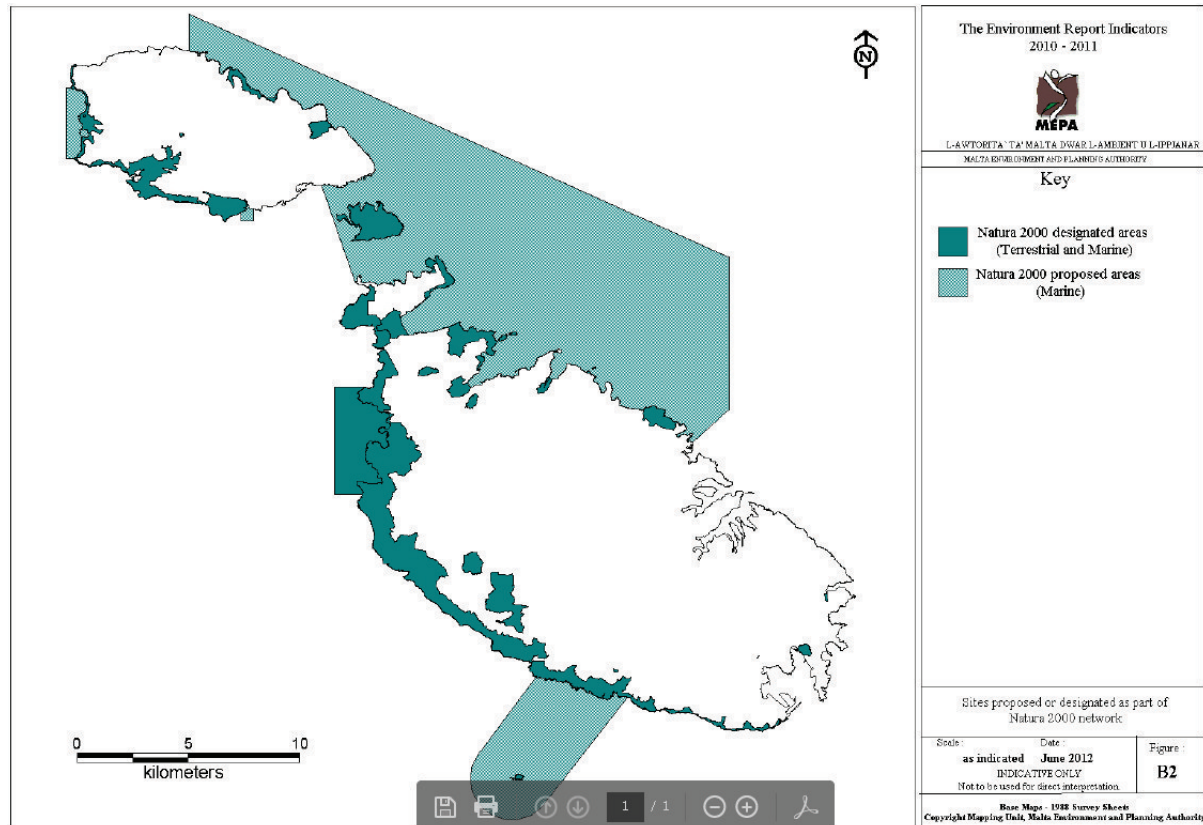 N
0 5 10
kilometers
1 / 1
The Environment Report Indicators
2010 - 2011
MEPA
L-AWTORITA` TA' MALTA DWAR L-AMBJENT U L-IPPJANAR
MALTA ENVIRONMENT AND PLANNING AUTHORITY
Key
Natura 2000 designated areas
(Terrestrial and Marine)
Natura 2000 proposed areas
(Marine)
Sites proposed or designated as part of
Natura 2000 network
Scale : Date : Figure :
as indicated June 2012 B2
INDICATIVE ONLY
Not to be used for direct interpretation
Base Maps - 1988 Survey Sheets
Copyright Mapping Unit, Malta Environment and Planning Authority